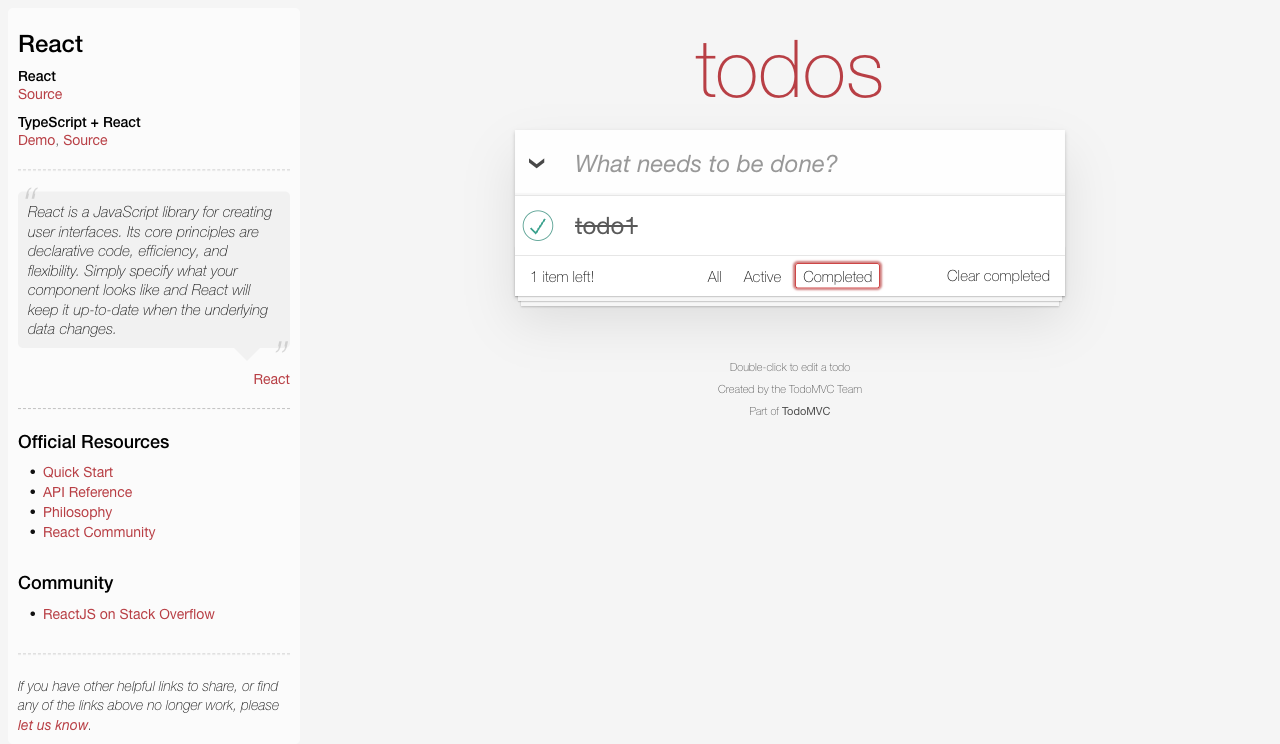 React
React
Source
TypeScript + React
Demo, Source
“
React is a JavaScript library for creating
user interfaces. Its core principles are
declarative code, efficiency, and
flexibility. Simply specify what your
component looks like and React will
keep it up-to-date when the underlying
data changes.
”
React
Official Resources
• Quick Start
• API Reference
• Philosophy
• React Community
Community
• ReactJS on Stack Overflow
If you have other helpful links to share, or find
any of the links above no longer work, please
let us know.
todos
What needs to be done?
todo1
1 item left! All Active Completed Clear completed
Double-click to edit a todo
Created by the TodoMVC Team
Part of TodoMVC